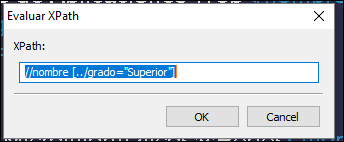 Evaluar XPath
XPath:
//nombre [../grado="Superior"]
OK
Cancel